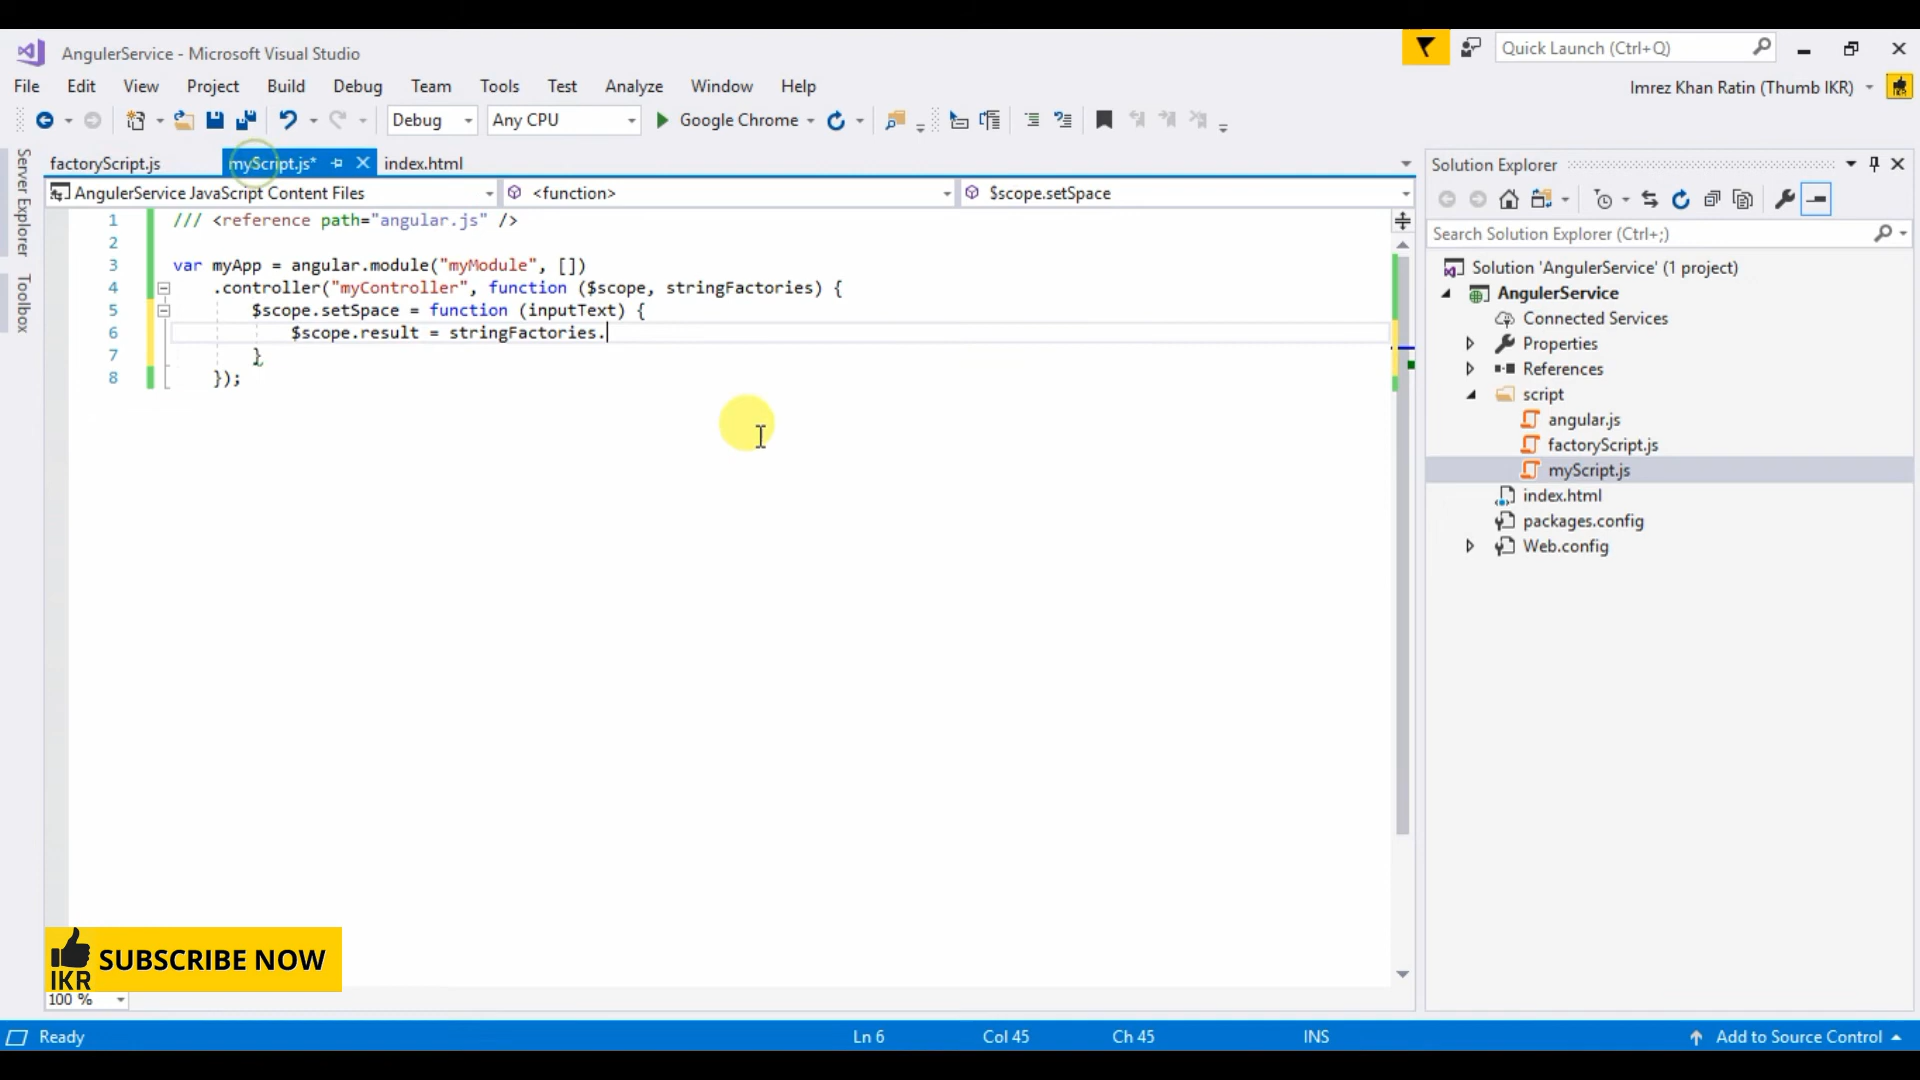 AngulerService - Microsoft Visual Studio
Quick Launch (Ctrl+Q)
File Edit View Project Build Debug Team Tools Test Analyze Window Help
Imrez Khan Ratin (Thumb IKR)
Debug Any CPU Google Chrome
Server Explorer
Toolbox
factoryScript.js myScript.js* index.html
AngulerService JavaScript Content Files <function> $scope.setSpace
1 /// <reference path="angular.js" />
2
3 var myApp = angular.module("myModule", [])
4 .controller("myController", function ($scope, stringFactories) {
5 $scope.setSpace = function (inputText) {
6 $scope.result = stringFactories.
7 }
8 });
Solution Explorer
Search Solution Explorer (Ctrl+;)
Solution 'AngulerService' (1 project)
AngulerService
Connected Services
Properties
References
script
angular.js
factoryScript.js
myScript.js
index.html
packages.config
Web.config
IKR SUBSCRIBE NOW
100 %
Ready Ln 6 Col 45 Ch 45 INS Add to Source Control